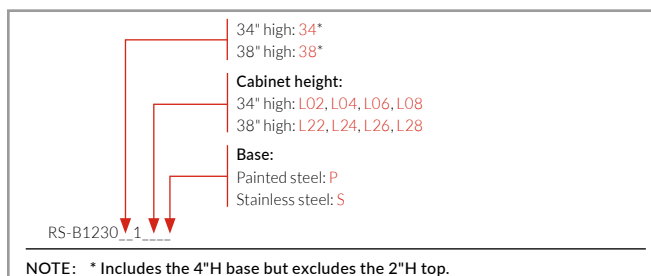 34" high: 34*
38" high: 38*
Cabinet height:
34" high: L02, L04, L06, L08
38" high: L22, L24, L26, L28
Base:
Painted steel: P
Stainless steel: S
RS-B1230__1____
NOTE: * Includes the 4"H base but excludes the 2"H top.